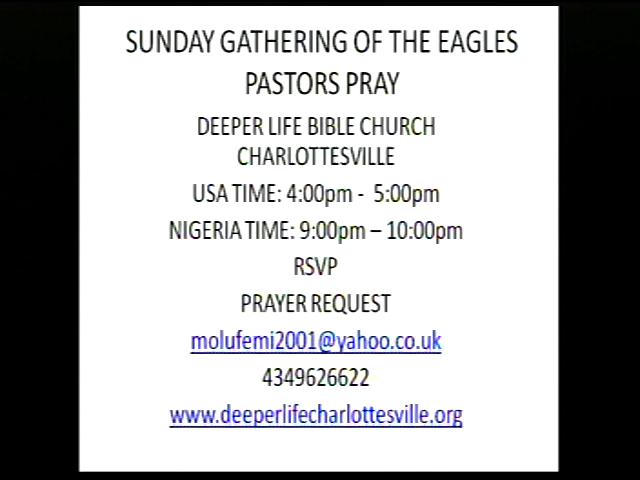 SUNDAY GATHERING OF THE EAGLES
PASTORS PRAY
DEEPER LIFE BIBLE CHURCH
CHARLOTTESVILLE
USA TIME: 4:00pm - 5:00pm
NIGERIA TIME: 9:00pm – 10:00pm
RSVP
PRAYER REQUEST
molufemi2001@yahoo.co.uk
4349626622
www.deeperlifecharlottesville.org